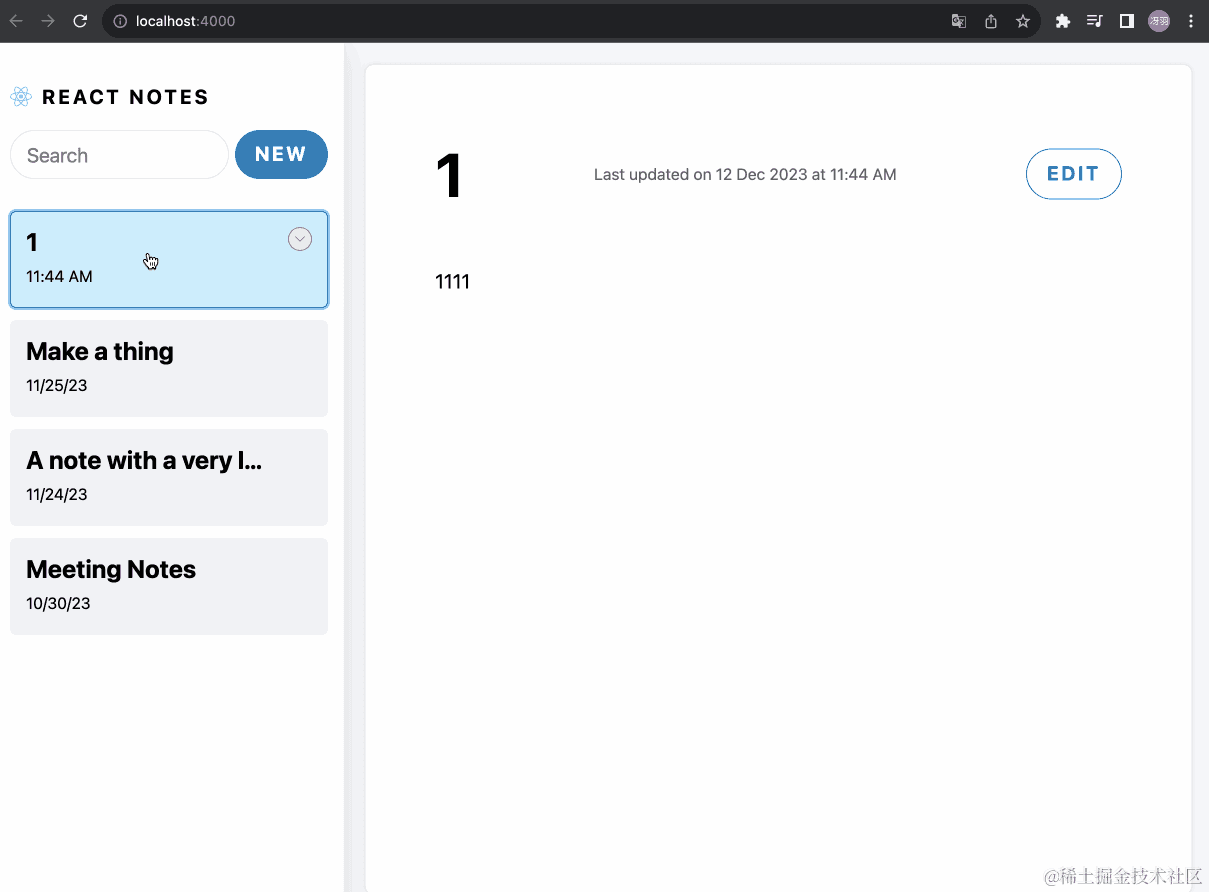 localhost:4000
冴羽
REACT NOTES
Search
NEW
1
11:44 AM
Make a thing
11/25/23
A note with a very l...
11/24/23
Meeting Notes
10/30/23
1
Last updated on 12 Dec 2023 at 11:44 AM
EDIT
1111
@稀土掘金技术社区